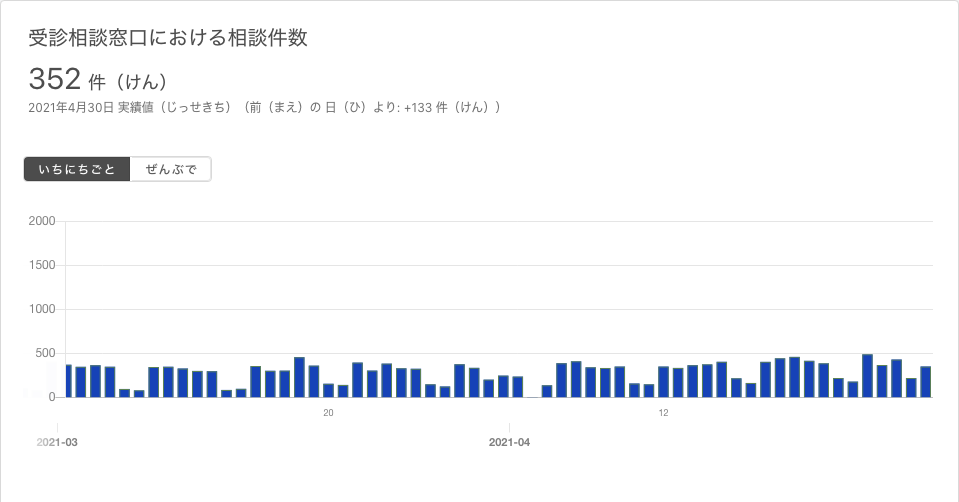 受診相談窓口における相談件数
352 件（けん）
2021年4月30日 実績値（じっせきち）（前（まえ）の 日（ひ）より: +133 件（けん））
いちにちごと ぜんぶで
2000
1500
1000
500
0
20 12
2021-03 2021-04